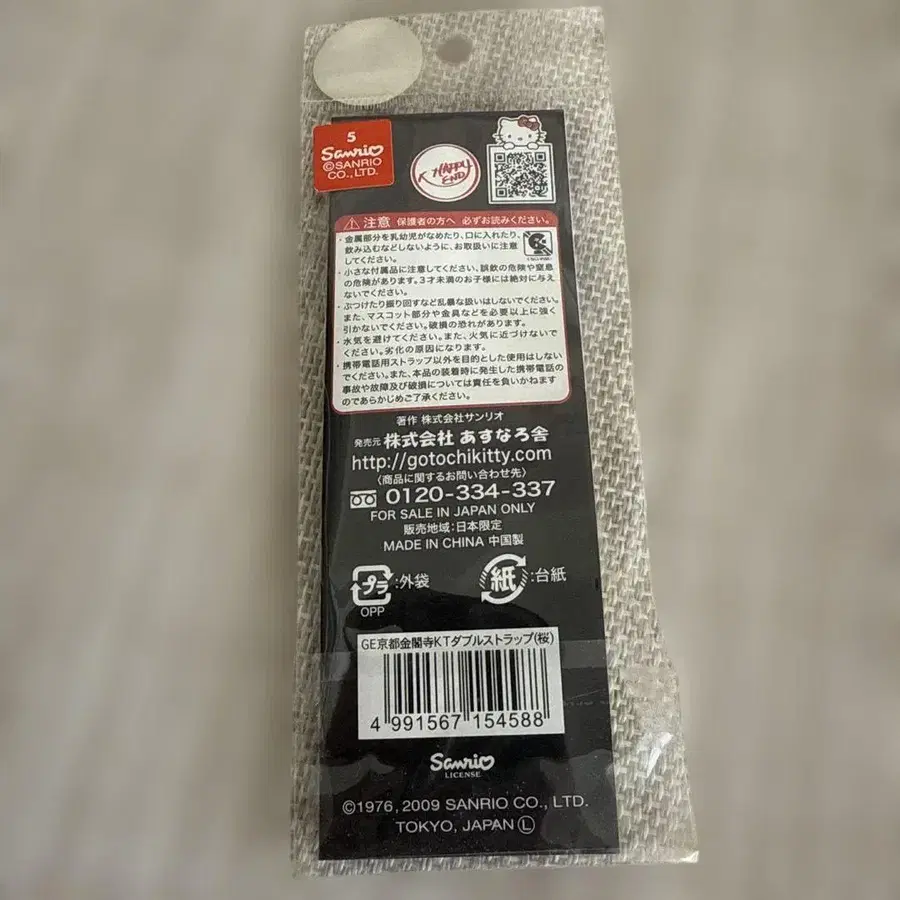 5
Sanrio
©SANRIO
CO., LTD.
HAPPY
END
⚠注意 保護者の方へ 必ずお読みください。
・金属部分を乳幼児がなめたり、口に入れたり、
飲み込むなどしないように、お取扱いに注意
してください。
・小さな付属品に注意してください。誤飲の危険や窒息
の危険があります。3才未満のお子様には絶対に与え
ないでください。
・ぶつけたり振り回すなど乱暴な扱いはしないでください。
また、マスコット部分や金具などを必要以上に強く
引かないでください。破損の恐れがあります。
・水気を避けてください。また、火気に近づけないで
ください。劣化の原因になります。
・携帯電話用ストラップ以外を目的とした使用はしない
でください。また、本品の装着時に発生した携帯電話の
事故や故障及び破損については責任を負いかねます
のであらかじめご了承ください。
著作 株式会社サンリオ
発売元 株式会社 あすなろ舎
http://gotochikitty.com
〈商品に関するお問い合わせ先〉
0120-334-337
FOR SALE IN JAPAN ONLY
販売地域:日本限定
MADE IN CHINA 中国製
プラ:外袋
OPP
紙:台紙
GE京都金閣寺KTダブルストラップ(桜)
4 991567 154588
Sanrio
LICENSE
©1976, 2009 SANRIO CO., LTD.
TOKYO, JAPAN Ⓛ